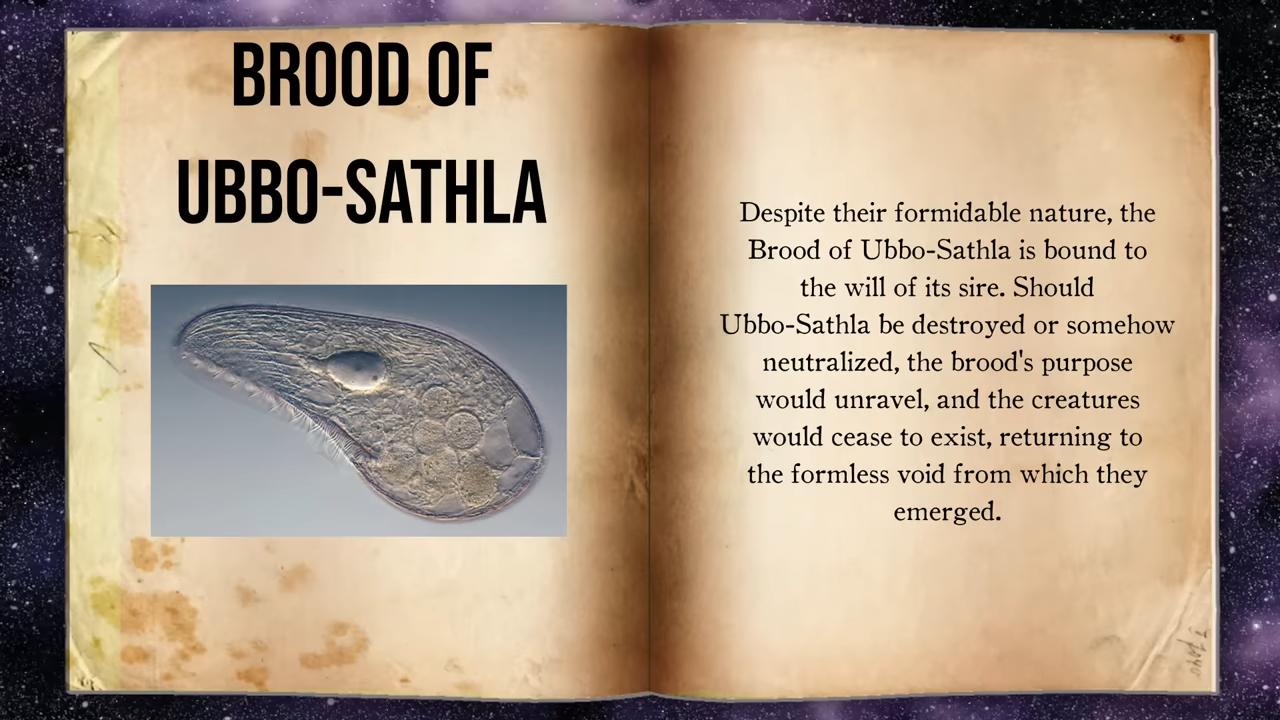 BROOD OF
UBBO-SATHLA
Despite their formidable nature, the
Brood of Ubbo-Sathla is bound to
the will of its sire. Should
Ubbo-Sathla be destroyed or somehow
neutralized, the brood's purpose
would unravel, and the creatures
would cease to exist, returning to
the formless void from which they
emerged.